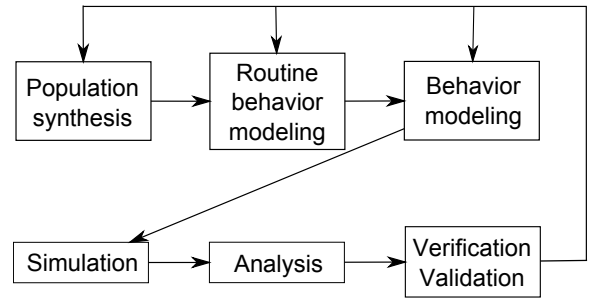 Population
synthesis
Routine
behavior
modeling
Behavior
modeling
Simulation
Analysis
Verification
Validation